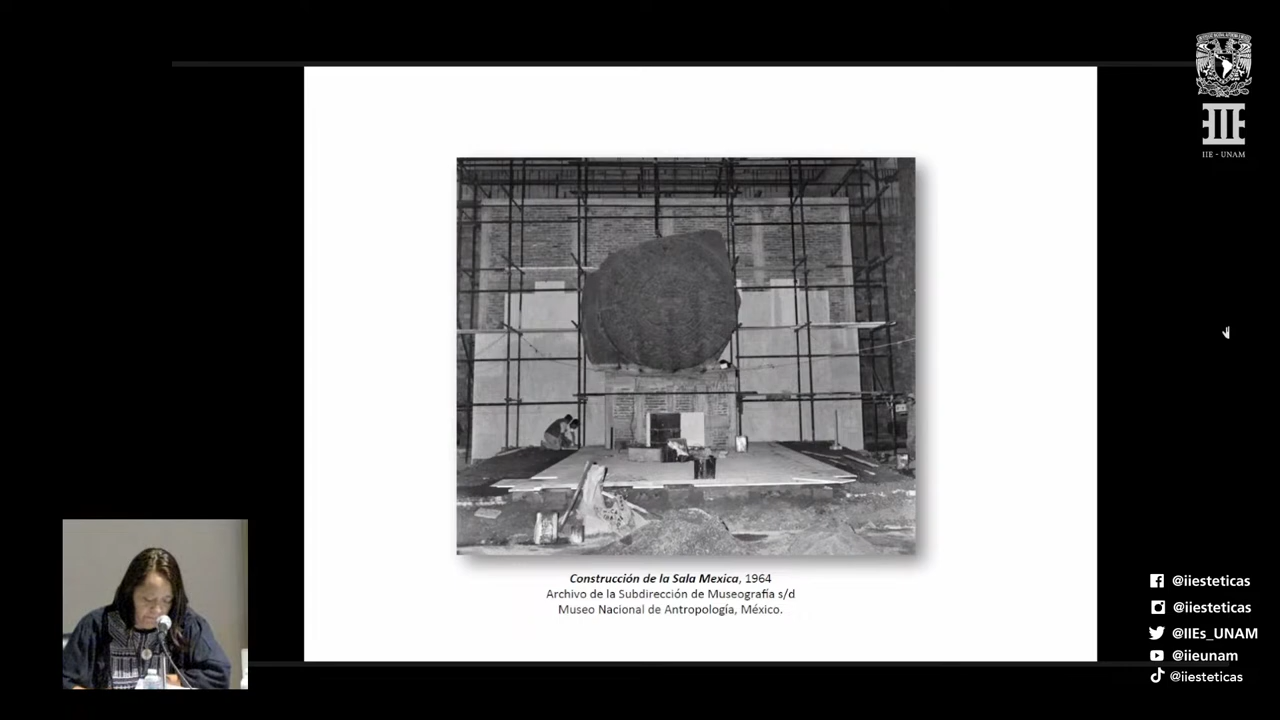 IIE - UNAM
Construcción de la Sala Mexica, 1964
Archivo de la Subdirección de Museografía s/d
Museo Nacional de Antropología, México.
@iiesteticas
@iiesteticas
@IIEs_UNAM
@iieunam
@iiesteticas